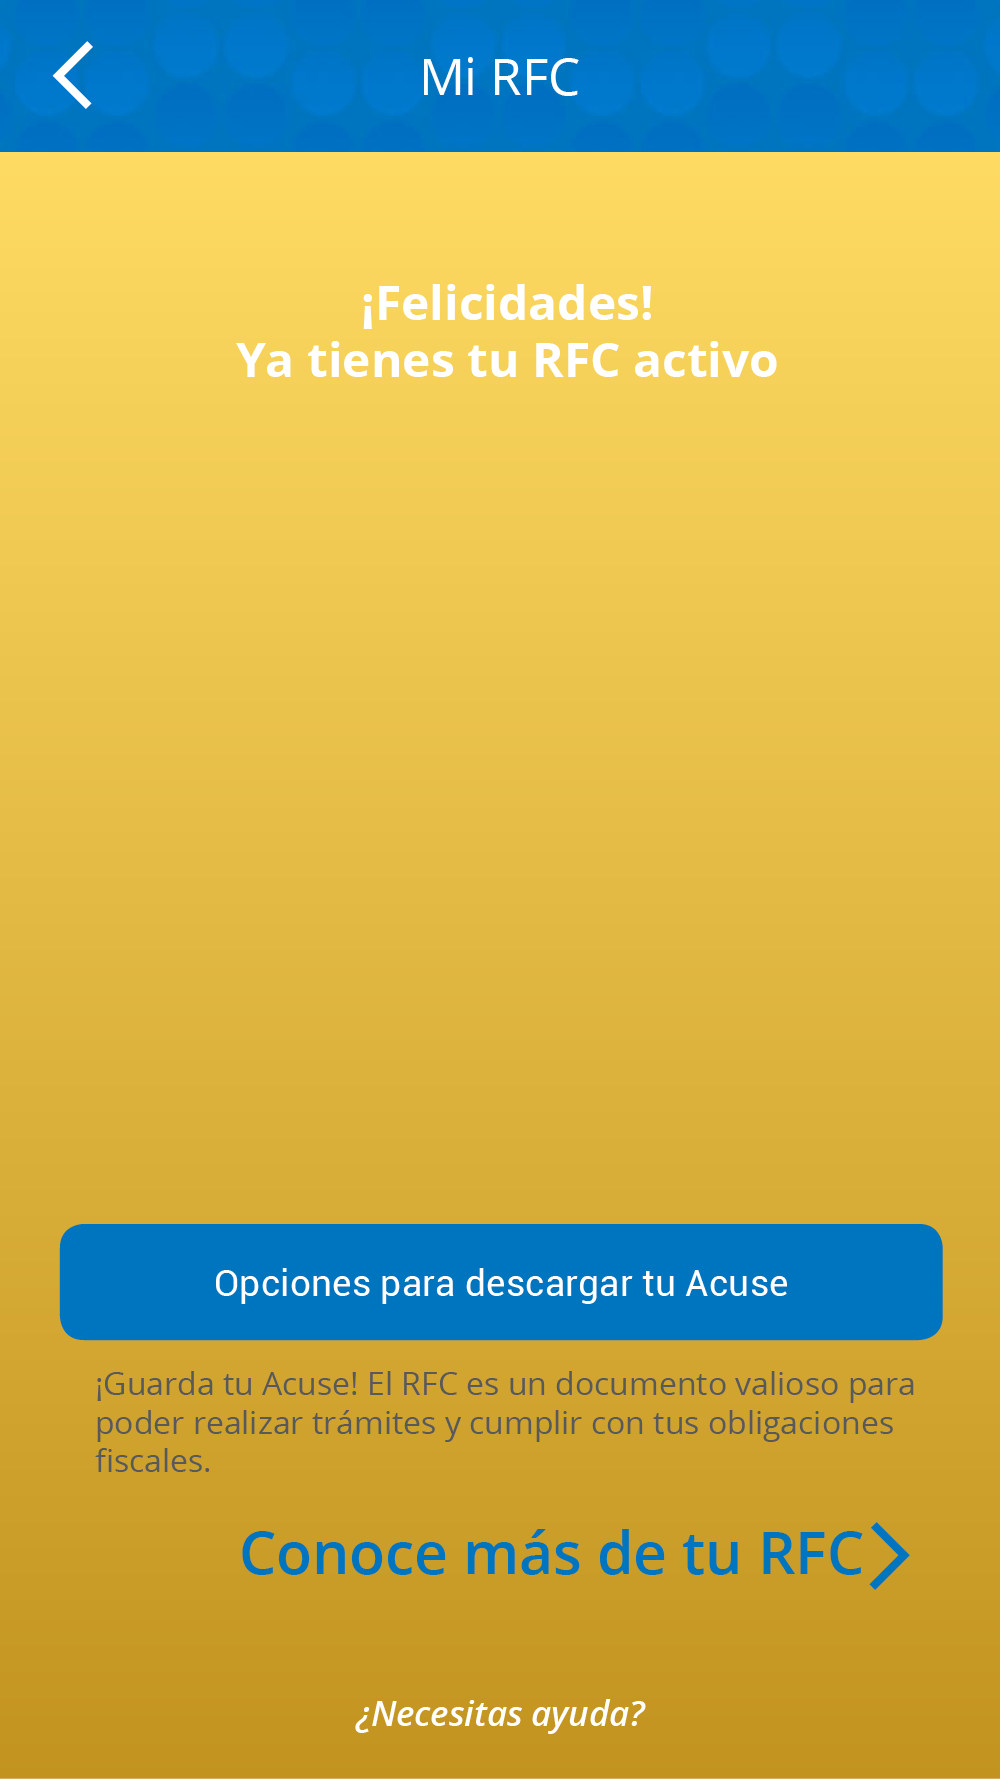 Mi RFC
¡Felicidades!
Ya tienes tu RFC activo
Opciones para descargar tu Acuse
¡Guarda tu Acuse! El RFC es un documento valioso para
poder realizar trámites y cumplir con tus obligaciones
fiscales.
Conoce más de tu RFC
¿Necesitas ayuda?